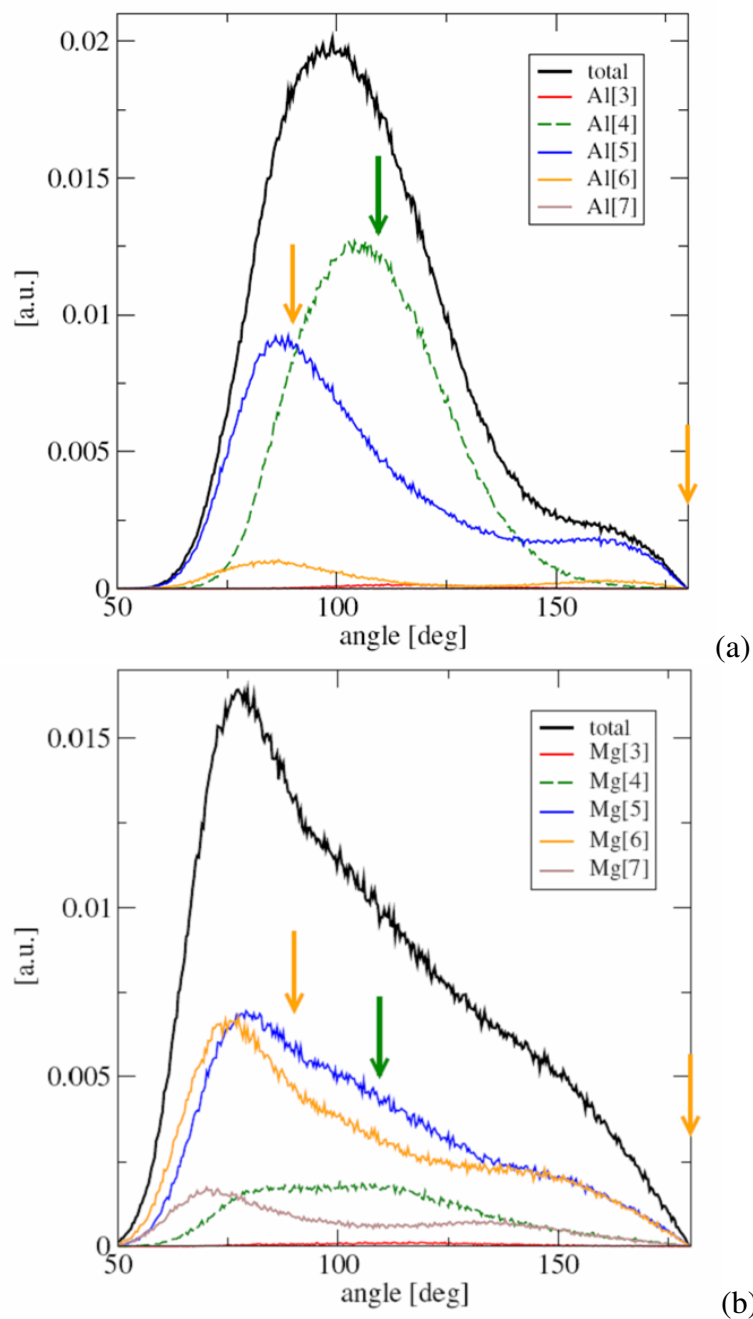 0.02
0.015
0.01
0.005
0
[a.u.]
total
Al[3]
Al[4]
Al[5]
Al[6]
Al[7]
50
100
150
angle [deg]
(a)
0.015
0.01
0.005
0
[a.u.]
total
Mg[3]
Mg[4]
Mg[5]
Mg[6]
Mg[7]
50
100
150
angle [deg]
(b)